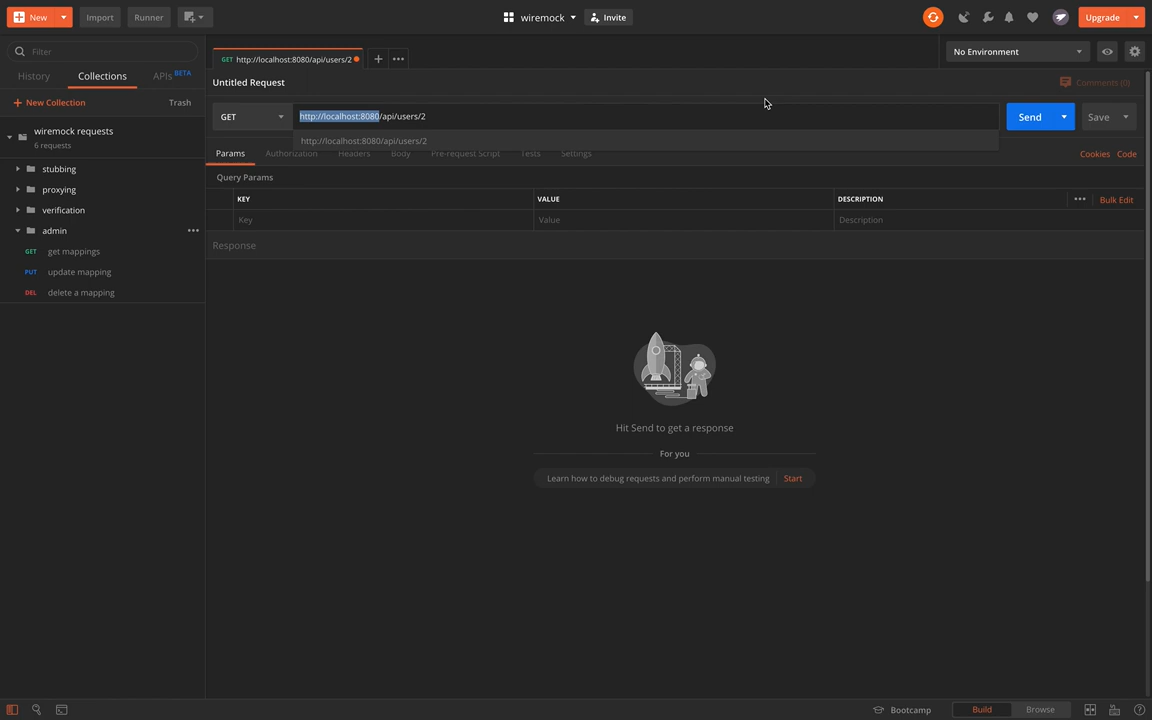 New
Import
Runner
wiremock
Invite
Upgrade
Filter
GET http://localhost:8080/api/users/2
No Environment
History
Collections
APIs BETA
Untitled Request
Comments (0)
New Collection
Trash
GET
http://localhost:8080/api/users/2
Send
Save
wiremock requests
6 requests
http://localhost:8080/api/users/2
Params
Authorization
Headers
Body
Pre-request Script
Tests
Settings
Cookies
Code
stubbing
Query Params
proxying
KEY
VALUE
DESCRIPTION
Bulk Edit
verification
Key
Value
Description
admin
Response
GET get mappings
PUT update mapping
DEL delete a mapping
Hit Send to get a response
For you
Learn how to debug requests and perform manual testing
Start
Bootcamp
Build
Browse